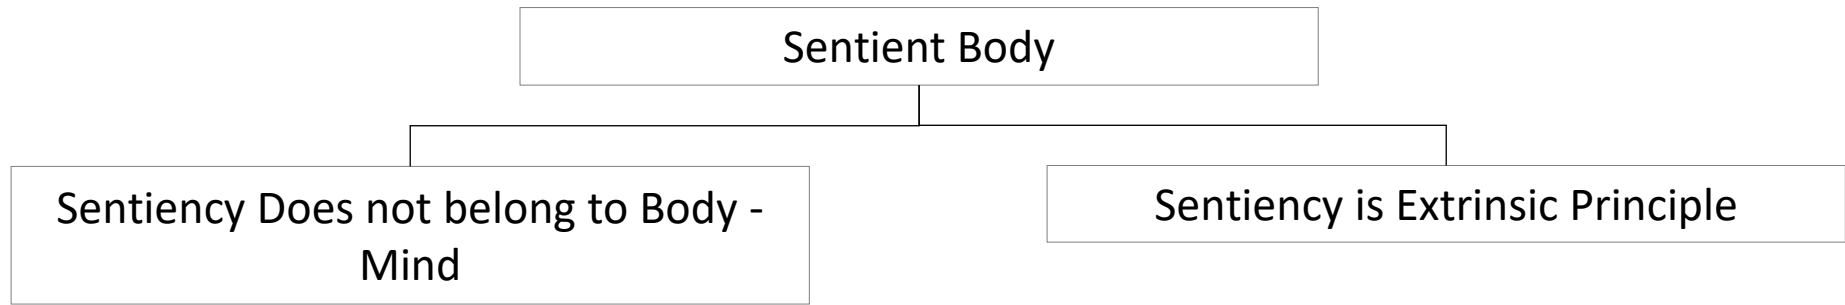 Sentient Body
Sentiency Does not belong to Body -
Mind
Sentiency is Extrinsic Principle